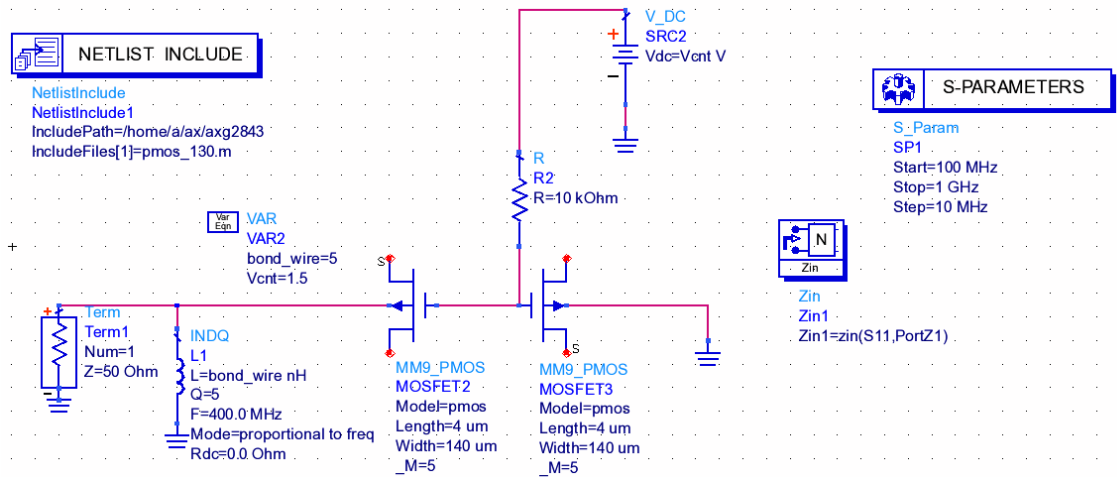 NETLIST INCLUDE
NetlistInclude
NetlistInclude1
IncludePath=/home/a/ax/axg2843
IncludeFiles[1]=pmos_130.m
V_DC
SRC2
Vdc=Vcnt V
S-PARAMETERS
S_Param
SP1
Start=100 MHz
Stop=1 GHz
Step=10 MHz
R
R2
R=10 kOhm
Var
Eqn
VAR
VAR2
bond_wire=5
Vcnt=1.5
N
Zin
Zin
Zin1
Zin1=zin(S11,PortZ1)
S
Term
Term1
Num=1
Z=50 Ohm
INDQ
L1
L=bond_wire nH
Q=5
F=400.0 MHz
Mode=proportional to freq
Rdc=0.0 Ohm
MM9_PMOS
MOSFET2
Model=pmos
Length=4 um
Width=140 um
_M=5
S
MM9_PMOS
MOSFET3
Model=pmos
Length=4 um
Width=140 um
_M=5